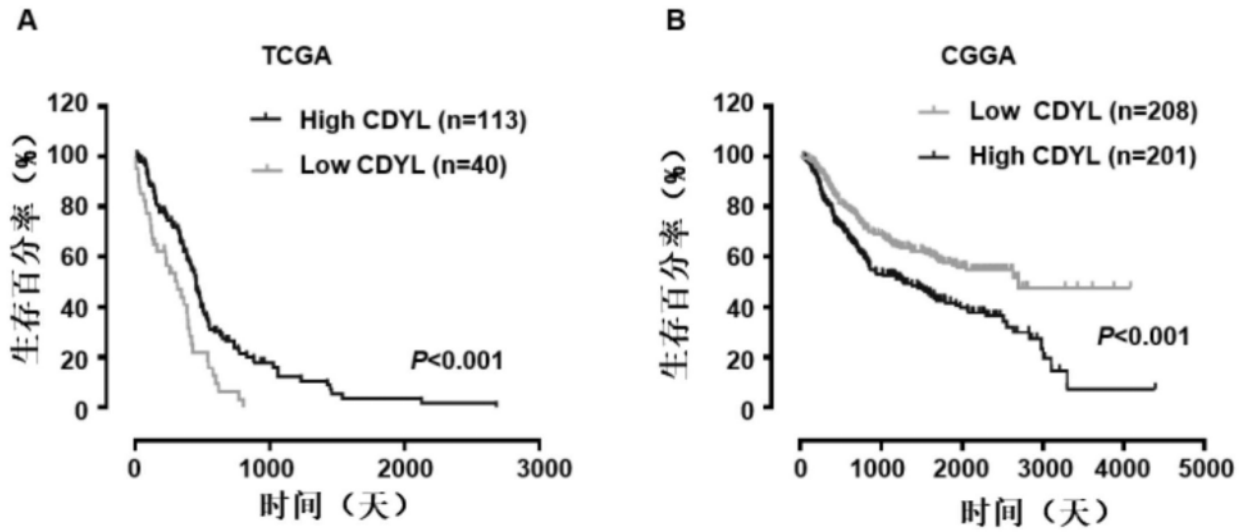 A
TCGA
120
100
80
60
40
20
0
生存百分率（%）
High CDYL (n=113)
Low CDYL (n=40)
P<0.001
0 1000 2000 3000
时间（天）
B
CGGA
120
100
80
60
40
20
0
生存百分率（%）
Low CDYL (n=208)
High CDYL (n=201)
P<0.001
0 1000 2000 3000 4000 5000
时间（天）